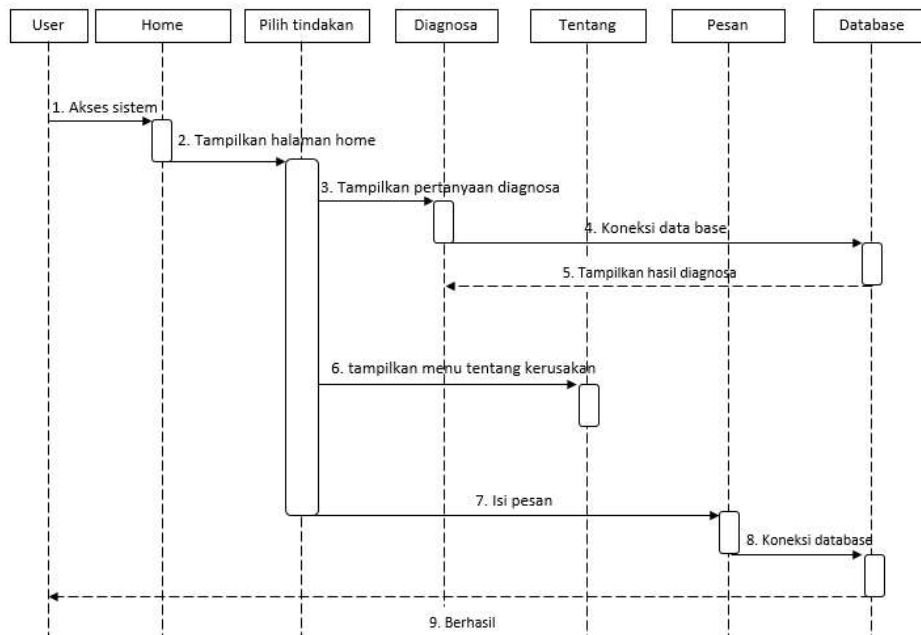 User
Home
Pilih tindakan
Diagnosa
Tentang
Pesan
Database
1. Akses sistem
2. Tampilkan halaman home
3. Tampilkan pertanyaan diagnosa
4. Koneksi data base
5. Tampilkan hasil diagnosa
6. tampilkan menu tentang kerusakan
7. Isi pesan
8. Koneksi database
9. Berhasil